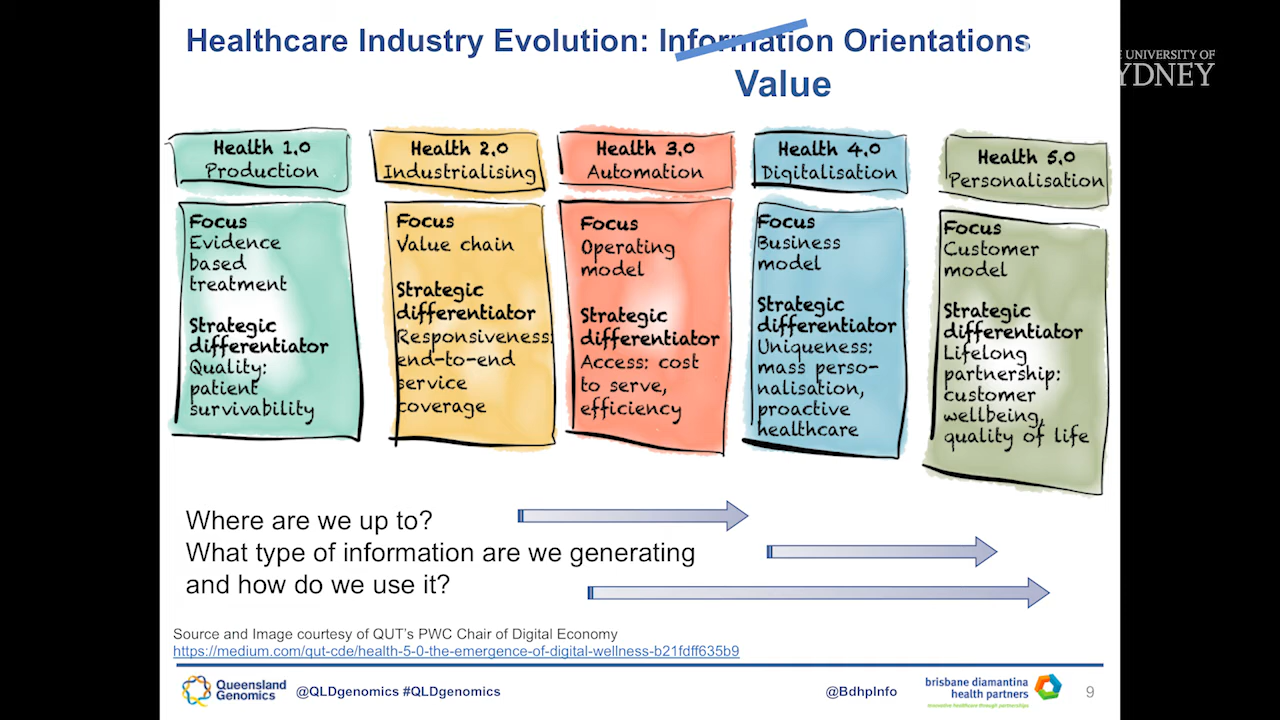 Healthcare Industry Evolution: Information Orientations
Value
UNIVERSITY OF
YDNEY
Health 1.0
Production
Focus
Evidence
based
treatment
Strategic
differentiator
Quality:
patient
survivability
Health 2.0
Industrialising
Focus
Value chain
Strategic
differentiator
Responsiveness:
end-to-end
service
coverage
Health 3.0
Automation
Focus
Operating
model
Strategic
differentiator
Access: cost
to serve,
efficiency
Health 4.0
Digitalisation
Focus
Business
model
Strategic
differentiator
Uniqueness:
mass perso-
nalisation,
proactive
healthcare
Health 5.0
Personalisation
Focus
Customer
model
Strategic
differentiator
Lifelong
partnership:
customer
wellbeing,
quality of life
Where are we up to?
What type of information are we generating
and how do we use it?
Source and Image courtesy of QUT's PWC Chair of Digital Economy
https://medium.com/qut-cde/health-5-0-the-emergence-of-digital-wellness-b21fdff635b9
Queensland
Genomics
@QLDgenomics #QLDgenomics
@BdhpInfo
brisbane diamantina
health partners
innovative healthcare through partnerships
9